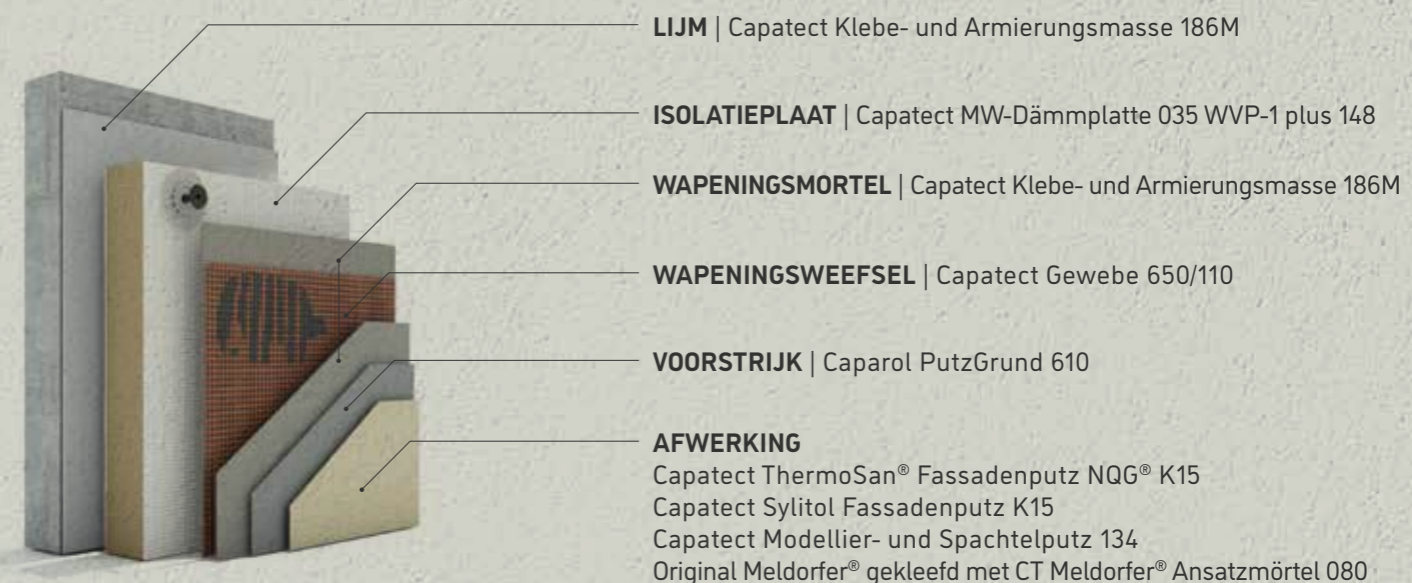 LIJM | Capatect Klebe- und Armierungsmasse 186M
ISOLATIEPLAAT | Capatect MW-Dämmplatte 035 WVP-1 plus 148
WAPENINGSMORTEL | Capatect Klebe- und Armierungsmasse 186M
WAPENINGSWEEFSEL | Capatect Gewebe 650/110
VOORSTRIJK | Caparol PutzGrund 610
AFWERKING
Capatect ThermoSan® Fassadenputz NQG® K15
Capatect Sylitol Fassadenputz K15
Capatect Modellier- und Spachtelputz 134
Original Meldorfer® gekleefd met CT Meldorfer® Ansatzmörtel 080